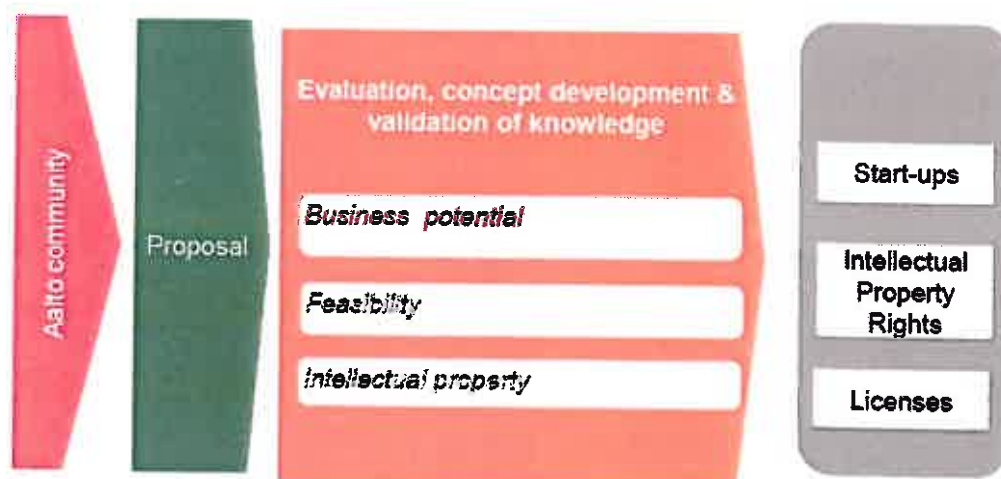 Aalto community
Proposal
Evaluation, concept development &
validation of knowledge
Business potential
Feasibility
Intellectual property
Start-ups
Intellectual
Property
Rights
Licenses